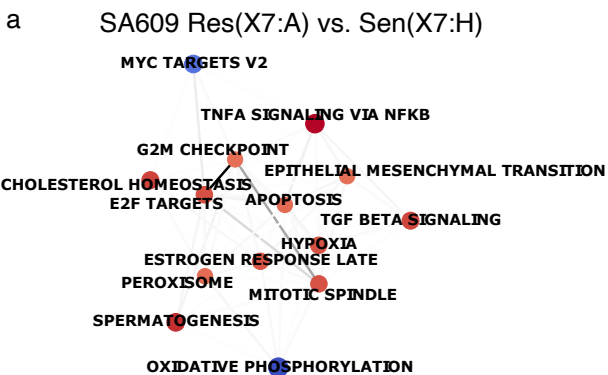 a
SA609 Res(X7:A) vs. Sen(X7:H)
MYC TARGETS V2
TNFA SIGNALING VIA NFKB
G2M CHECKPOINT
EPITHELIAL MESENCHYMAL TRANSITION
CHOLESTEROL HOMEOSTASIS
E2F TARGETS
APOPTOSIS
TGF BETA SIGNALING
HYPOXIA
ESTROGEN RESPONSE LATE
PEROXISOME
MITOTIC SPINDLE
SPERMATOGENESIS
OXIDATIVE PHOSPHORYLATION